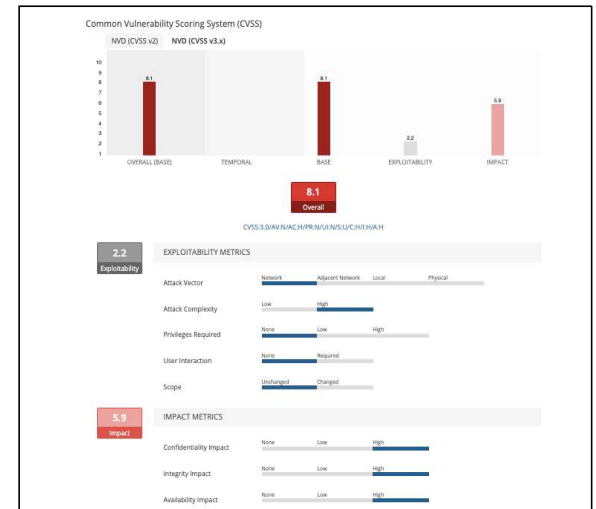 Common Vulnerability Scoring System (CVSS)
NVD (CVSS v2) NVD (CVSS v3.x)
10
9
8
7
6
5
4
3
2
1
8.1
8.1
2.2
5.9
OVERALL (BASE) TEMPORAL BASE EXPLOITABILITY IMPACT
8.1
Overall
CVSS:3.0/AV:N/AC:H/PR:N/UI:N/S:U/C:H/I:H/A:H
2.2 EXPLOITABILITY METRICS
Exploitability
Network Adjacent Network Local Physical
Attack Vector
Low High
Attack Complexity
None Low High
Privileges Required
None Required
User Interaction
Unchanged Changed
Scope
5.9 IMPACT METRICS
Impact
None Low High
Confidentiality Impact
None Low High
Integrity Impact
None Low High
Availability Impact